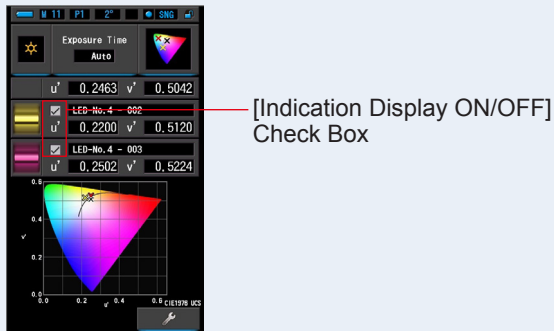 M 11 P1 2° SNG
Exposure Time
Auto
u' 0.2463 v' 0.5042
LED-No.4 - 002
u' 0.2200 v' 0.5120
LED-No.4 - 003
u' 0.2502 v' 0.5224
[Indication Display ON/OFF]
Check Box
0.6
0.4
v'
0.2
0.0
0.0 0.2 u' 0.4 0.6 CIE1976 UCS